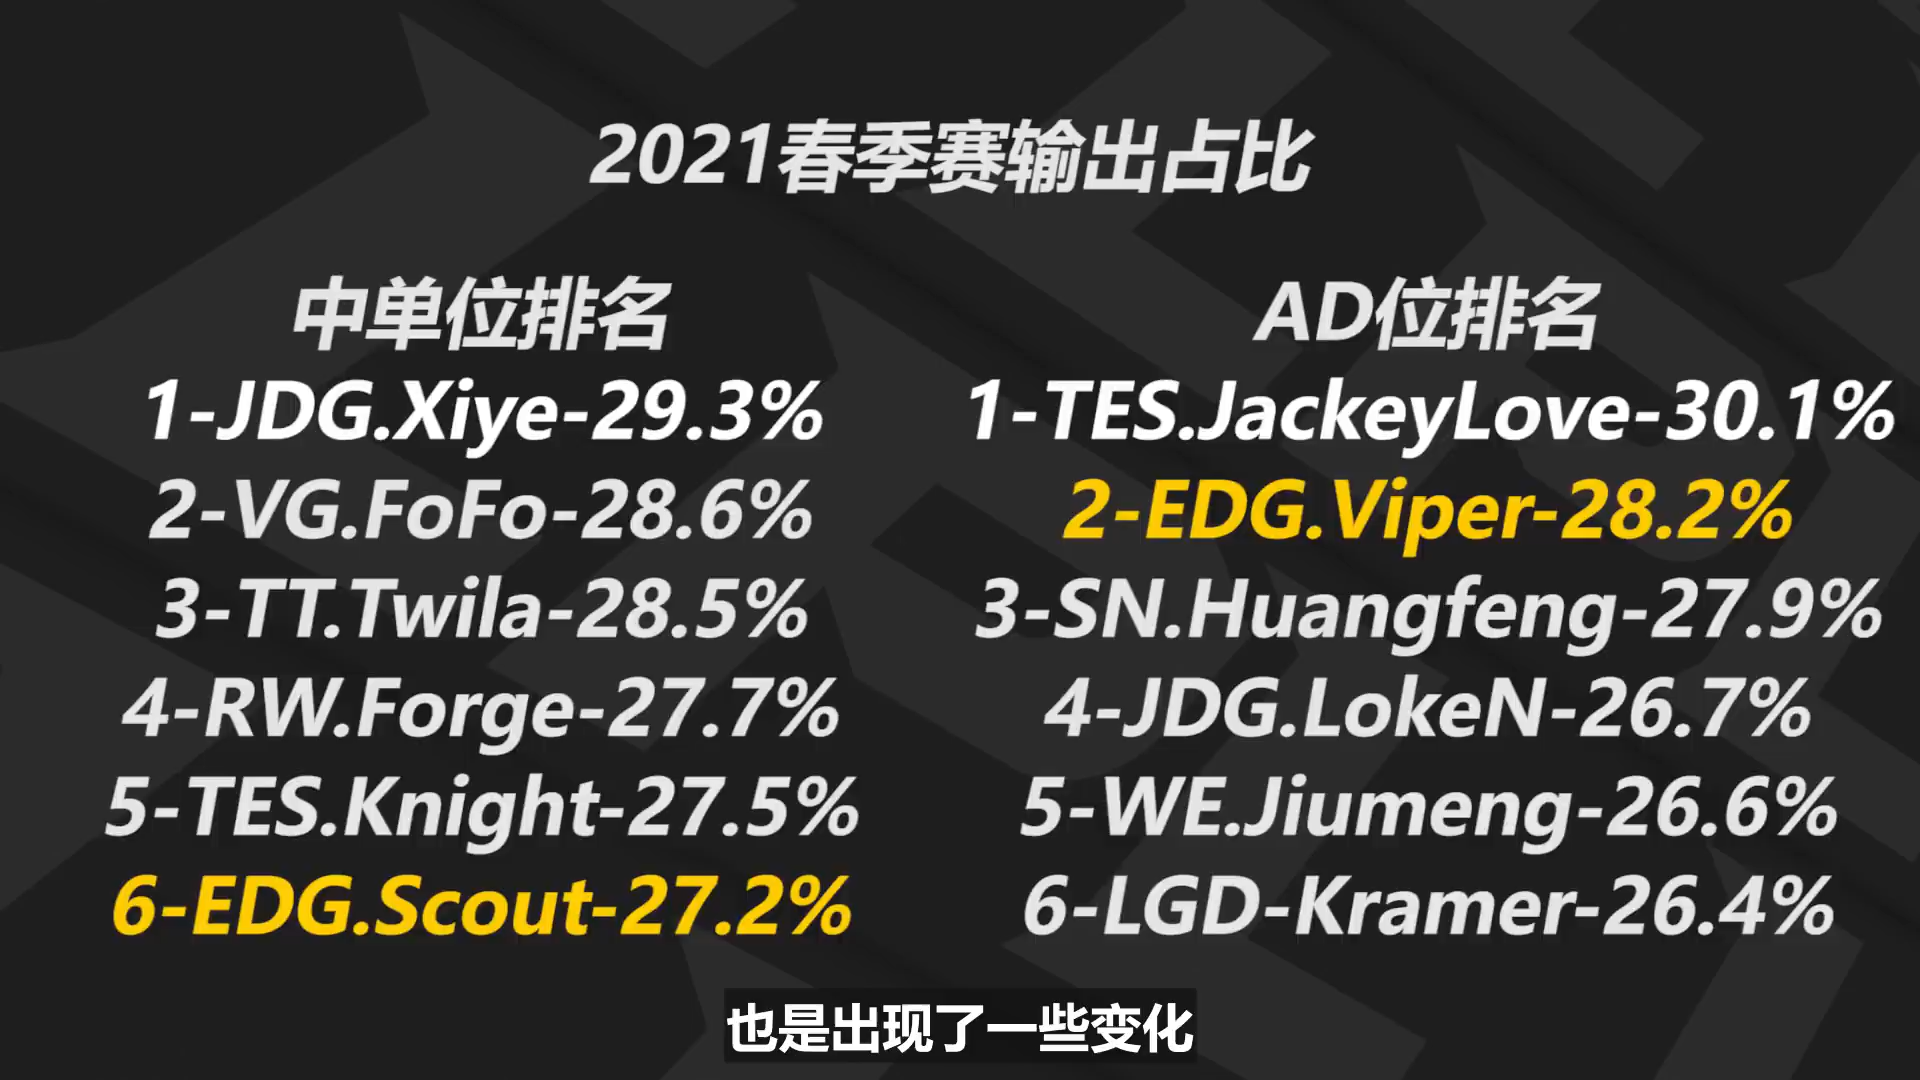 2021春季赛输出占比
中单位排名
1-JDG.Xiye-29.3%
2-VG.FoFo-28.6%
3-TT.Twila-28.5%
4-RW.Forge-27.7%
5-TES.Knight-27.5%
6-EDG.Scout-27.2%
AD位排名
1-TES.JackeyLove-30.1%
2-EDG.Viper-28.2%
3-SN.Huangfeng-27.9%
4-JDG.LokeN-26.7%
5-WE.Jiumeng-26.6%
6-LGD-Kramer-26.4%
也是出现了一些变化